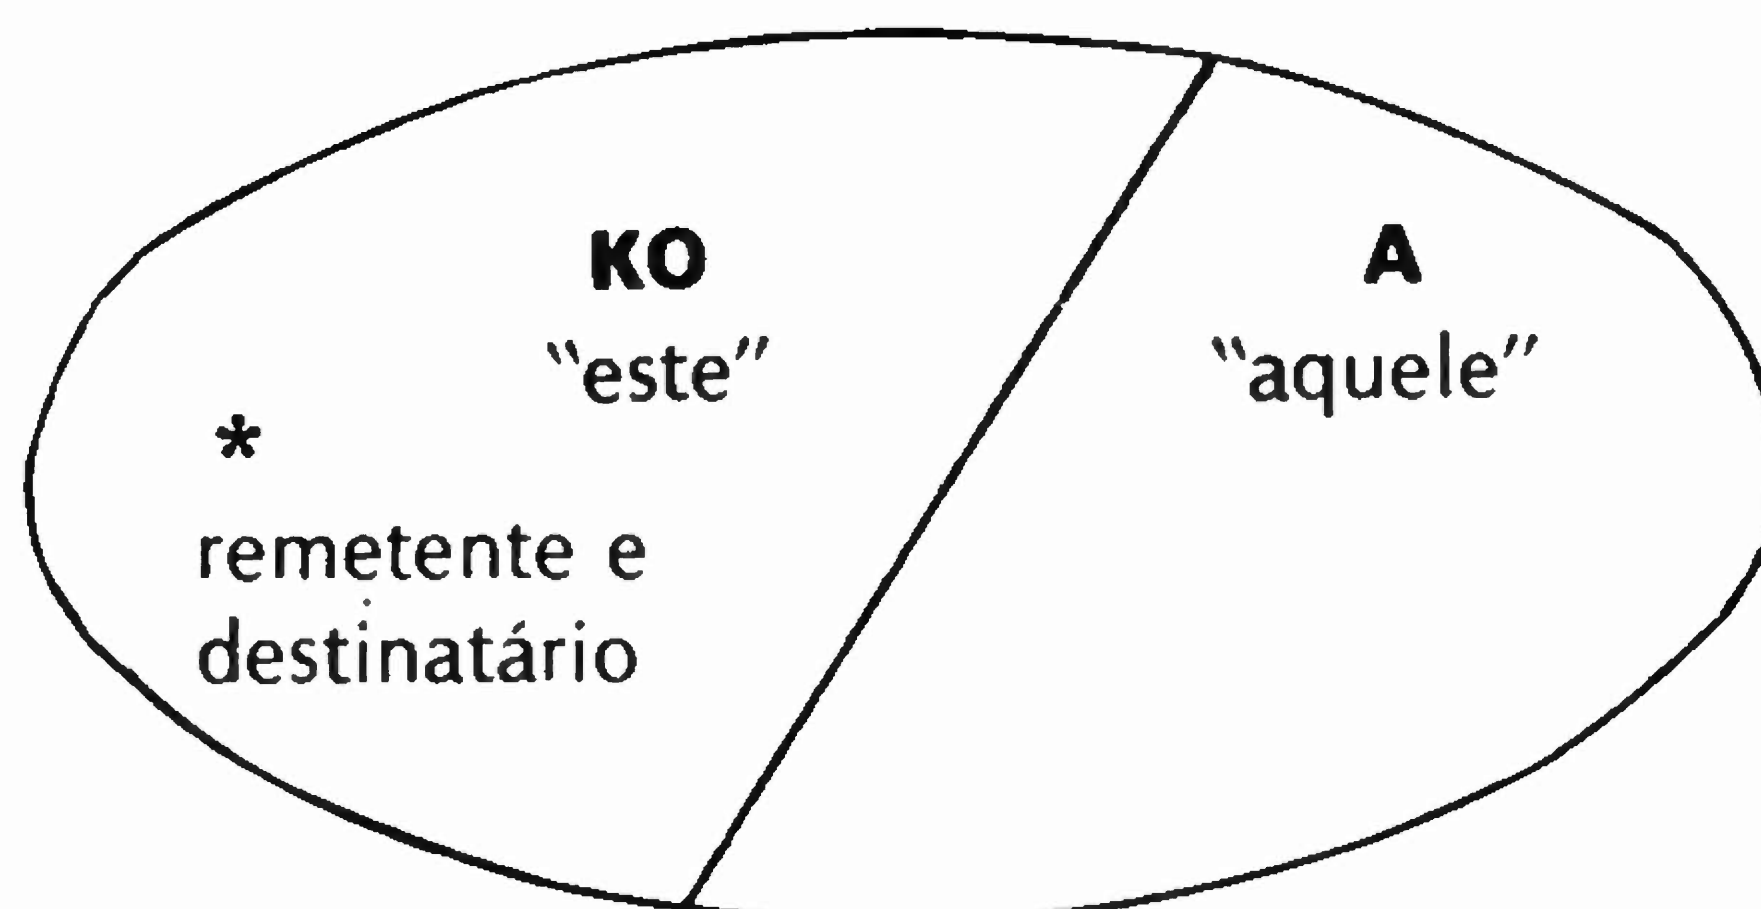 KO
"este"
A
"aquele"
*
remetente e
destinatário